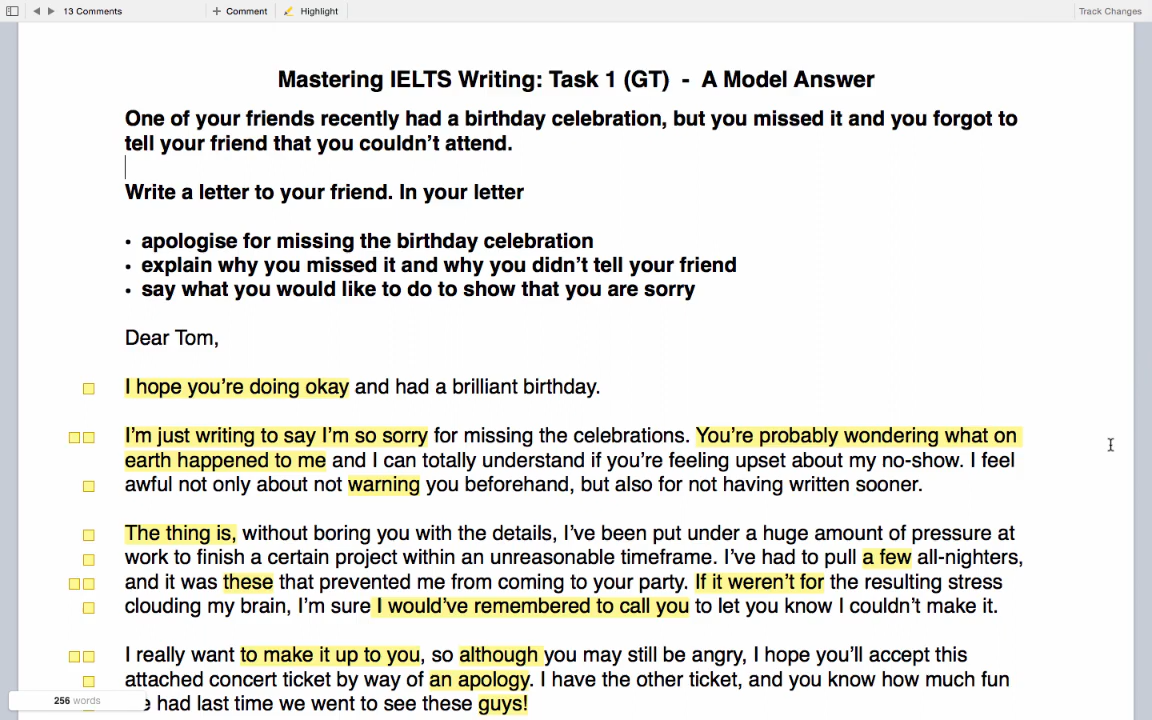 13 Comments
Comment
Highlight
Track Changes
Mastering IELTS Writing: Task 1 (GT) - A Model Answer
One of your friends recently had a birthday celebration, but you missed it and you forgot to
tell your friend that you couldn't attend.
Write a letter to your friend. In your letter
• apologise for missing the birthday celebration
• explain why you missed it and why you didn't tell your friend
• say what you would like to do to show that you are sorry
Dear Tom,
I hope you're doing okay and had a brilliant birthday.
I'm just writing to say I'm so sorry for missing the celebrations. You're probably wondering what on
earth happened to me and I can totally understand if you're feeling upset about my no-show. I feel
awful not only about not warning you beforehand, but also for not having written sooner.
The thing is, without boring you with the details, I've been put under a huge amount of pressure at
work to finish a certain project within an unreasonable timeframe. I've had to pull a few all-nighters,
and it was these that prevented me from coming to your party. If it weren't for the resulting stress
clouding my brain, I'm sure I would've remembered to call you to let you know I couldn't make it.
I really want to make it up to you, so although you may still be angry, I hope you'll accept this
attached concert ticket by way of an apology. I have the other ticket, and you know how much fun
had last time we went to see these guys!
256 words